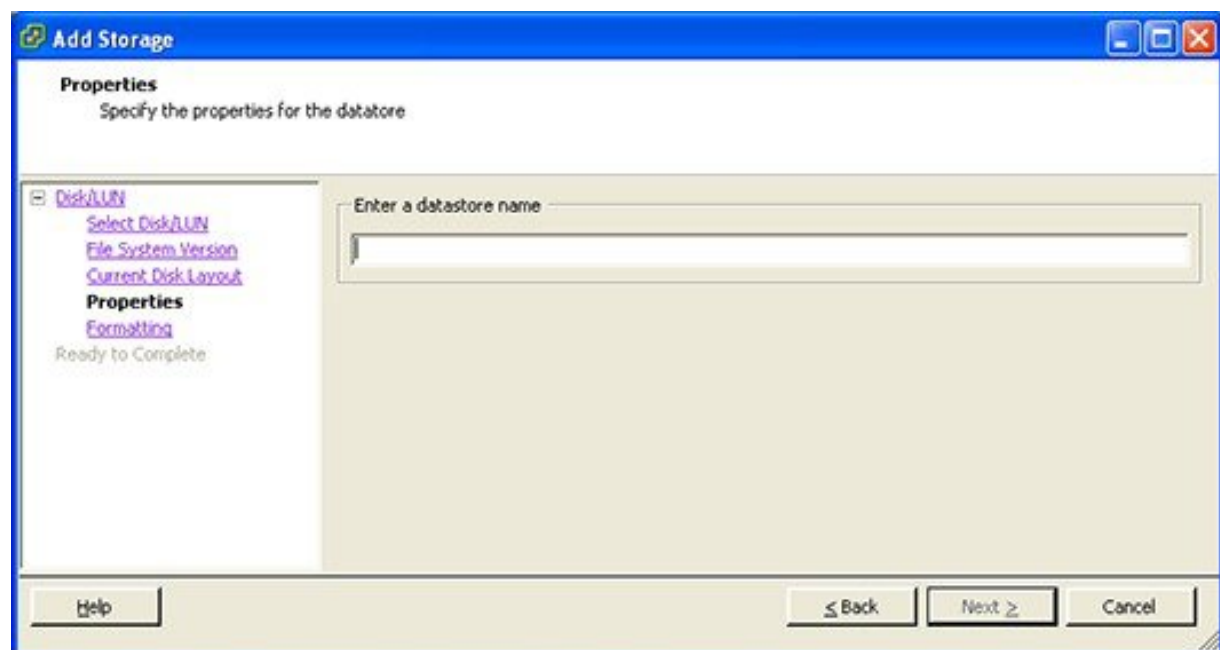 Add Storage
Properties
Specify the properties for the datatore
Disk/LUN
Select Disk/LUN
File System Version
Current Disk Layout
Properties
Formatting
Ready to Complete
Enter a datastore name
Help
≤ Back
Next ≥
Cancel